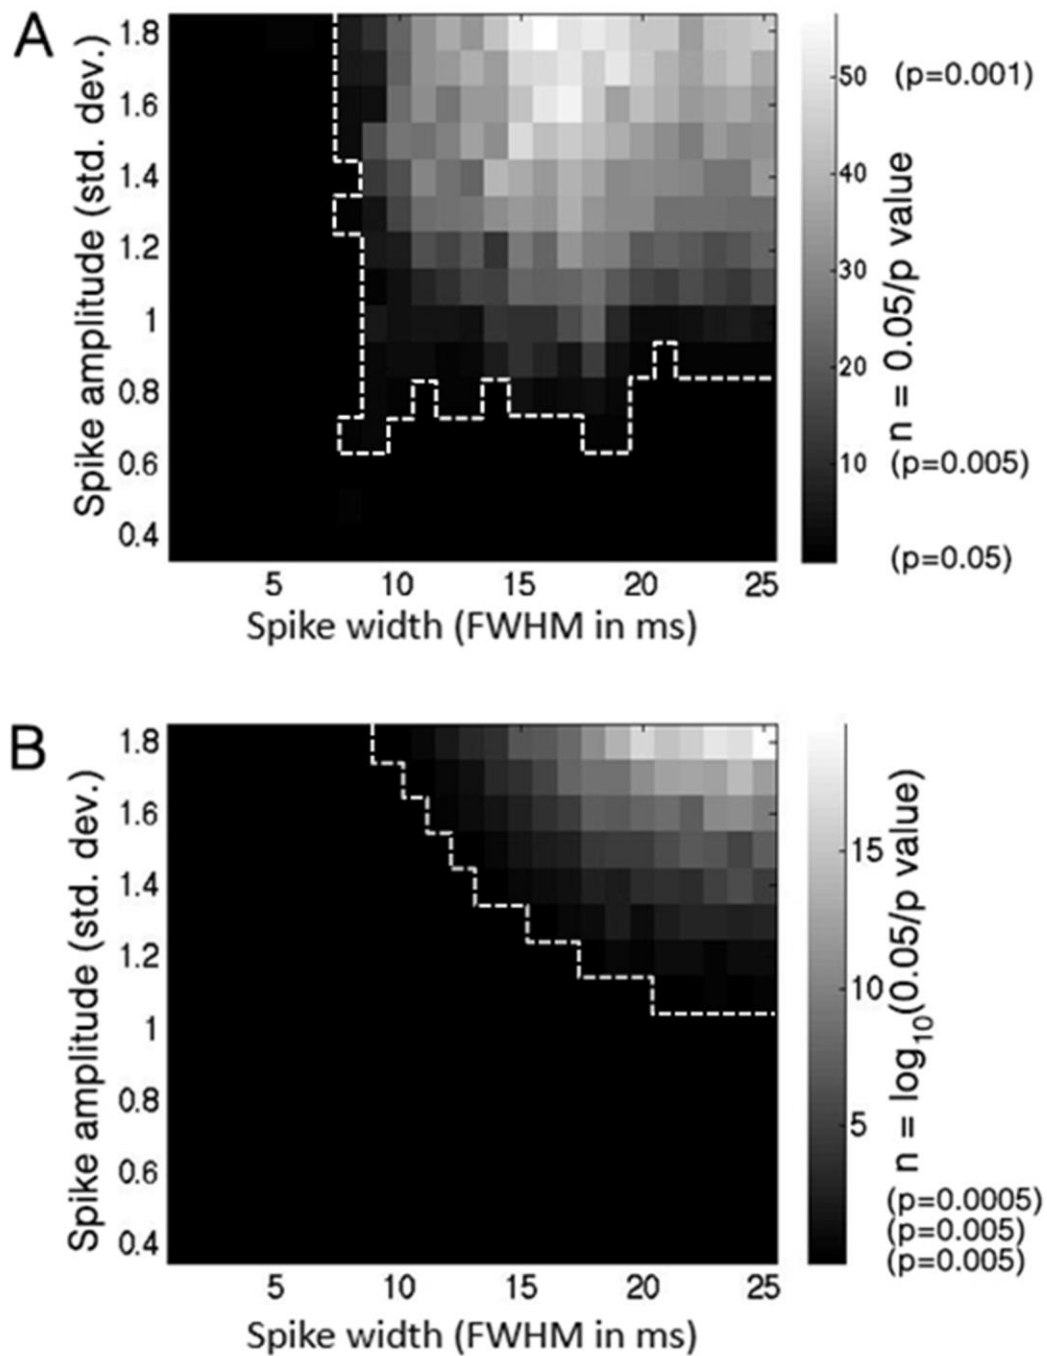 A
Spike amplitude (std. dev.)
1.8
1.6
1.4
1.2
1
0.8
0.6
0.4
5 10 15 20 25
Spike width (FWHM in ms)
50
40
30
20
10
(p=0.001)
(p=0.005)
(p=0.05)
n = 0.05/p value
B
Spike amplitude (std. dev.)
1.8
1.6
1.4
1.2
1
0.8
0.6
0.4
5 10 15 20 25
Spike width (FWHM in ms)
15
10
5
n = log10(0.05/p value)
(p=0.0005)
(p=0.005)
(p=0.005)